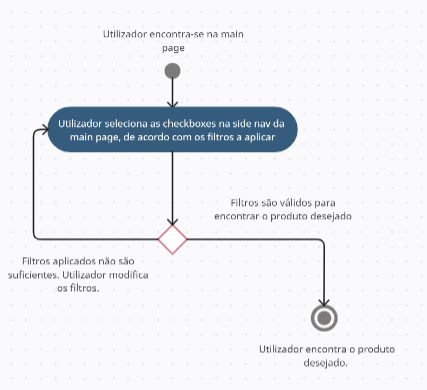 Utilizador encontra-se na main
page
Utilizador seleciona as checkboxes na side nav da
main page, de acordo com os filtros a aplicar
Filtros são válidos para
encontrar o produto desejado
Filtros aplicados não são
suficientes. Utilizador modifica
os filtros.
Utilizador encontra o produto
desejado.